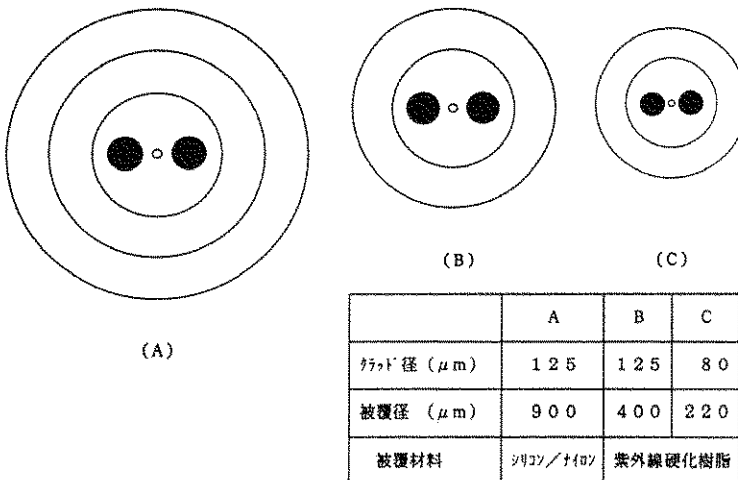 (A)
(B)
(C)
A B C
クラッド径 (μm) 125 125 80
被覆径 (μm) 900 400 220
被覆材料 シリコン/ナイロン 紫外線硬化樹脂